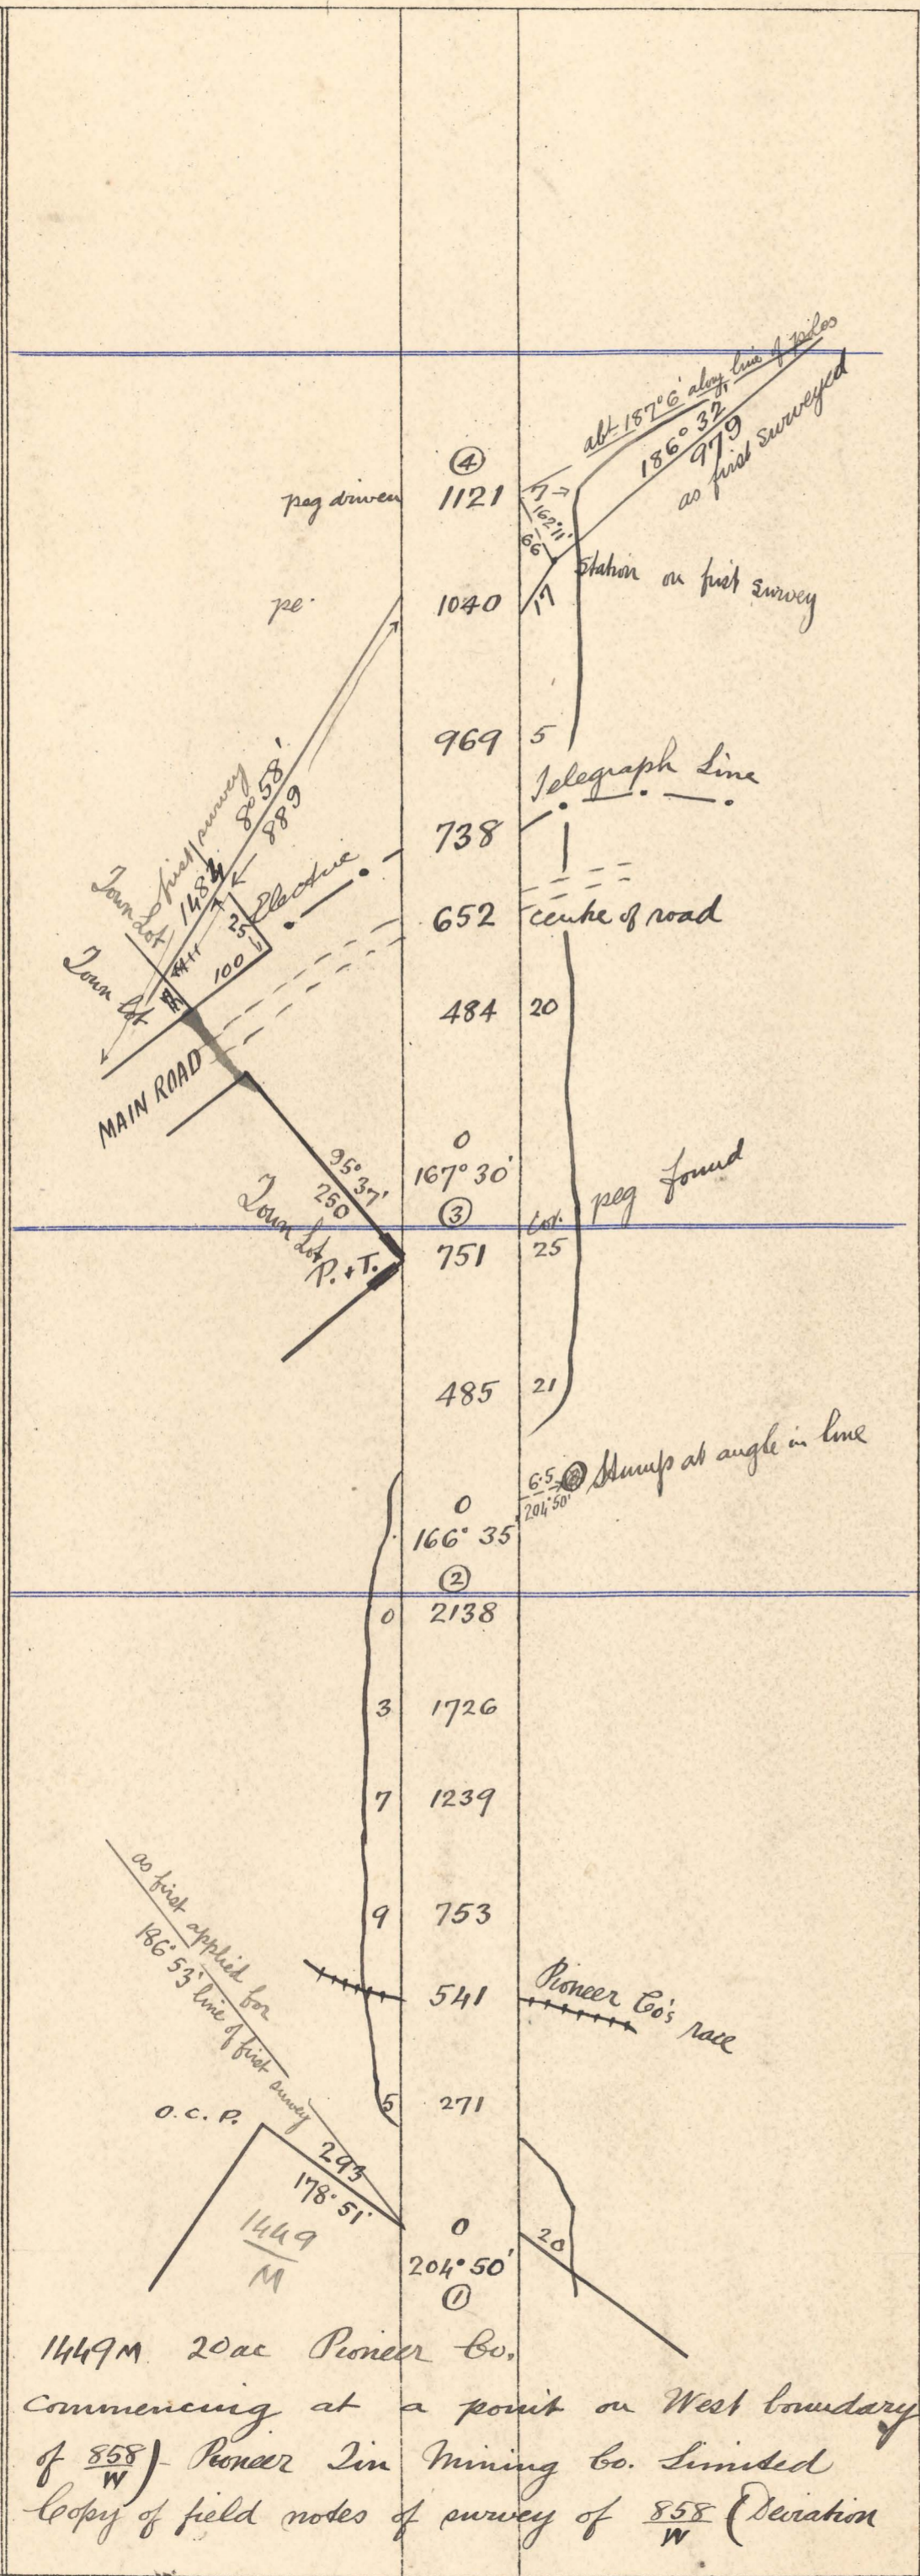 abt 187°6' along line of piles
186°32'
979
as first surveyed
④
peg driven 1121 7
162°11'
66
Station on first survey
pe. 1040 17
969 5
Telegraph Line
8°58'
889
first survey
738
Electric
148
Town Lot
25
652 centre of road
100
Town Lot
484 20
MAIN ROAD
0
95°37'
250
167°30'
peg found
Town Lot
③
Cor.
P. & T. 751 25
485 21
6.5 Stump at angle in line
204°50'
0
166° 35'
②
0 2138
3 1726
7 1239
as first applied for
186°53' line of first survey
9 753
541 Pioneer Co's race
5 271
O.C.P.
293
178°51'
1449
M
0
20
204°50'
①
1449M 20ac Pioneer Co.
Commencing at a point on West boundary
of 858/W) Pioneer Tin Mining Co. Limited
Copy of field notes of survey of 858/W (Deviation